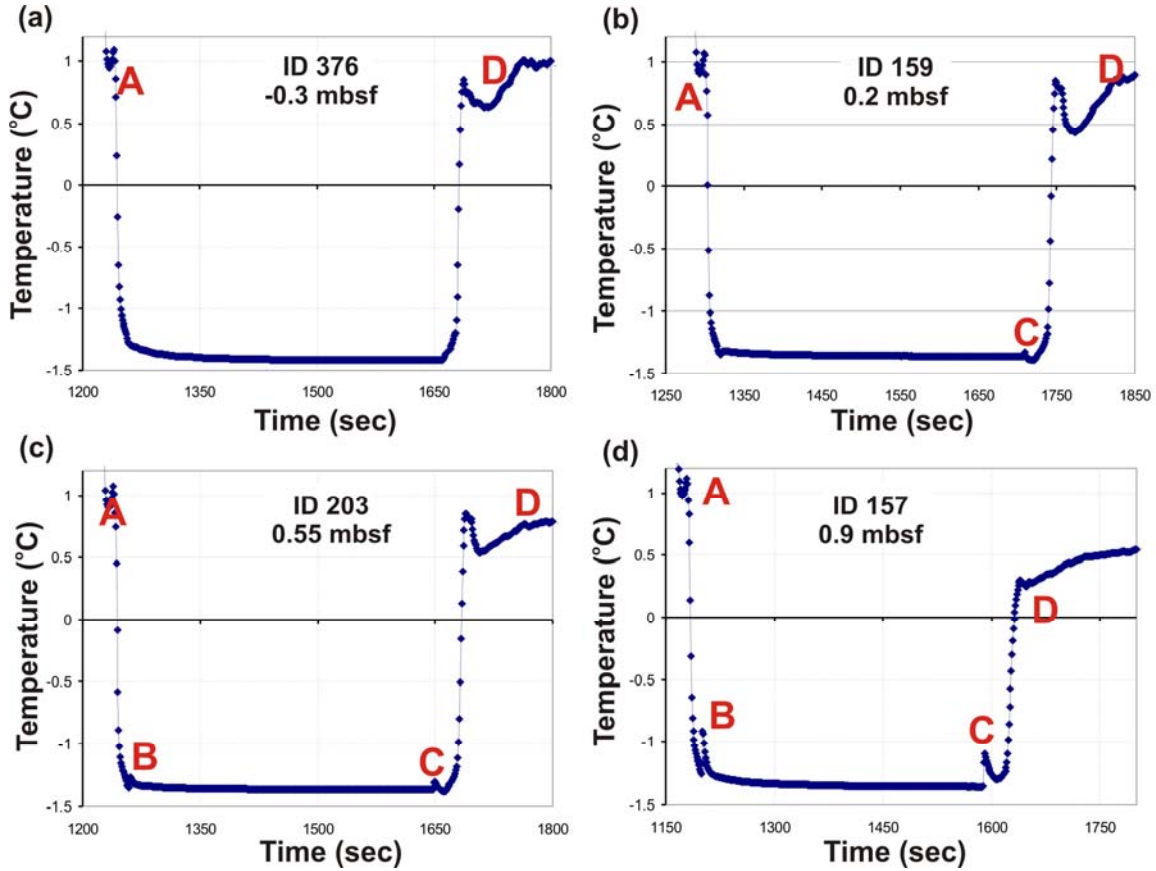 (a)
ID 376
-0.3 mbsf
A
D
Temperature (°C)
1
0.5
0
-0.5
-1
-1.5
1200
1350
1500
1650
1800
Time (sec)
(b)
ID 159
0.2 mbsf
A
D
C
Temperature (°C)
1
0.5
0
-0.5
-1
-1.5
1250
1350
1450
1550
1650
1750
1850
Time (sec)
(c)
ID 203
0.55 mbsf
A
D
B
C
Temperature (°C)
1
0.5
0
-0.5
-1
-1.5
1200
1350
1500
1650
1800
Time (sec)
(d)
ID 157
0.9 mbsf
A
D
B
C
Temperature (°C)
1
0.5
0
-0.5
-1
-1.5
1150
1300
1450
1600
1750
Time (sec)